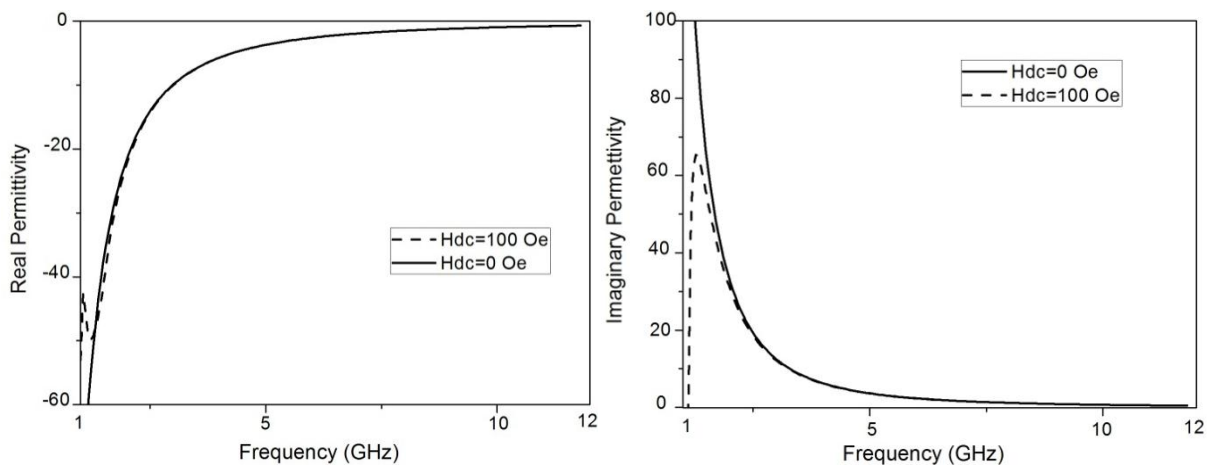 0
-20
-40
-60
Real Permittivity
Hdc=100 Oe
Hdc=0 Oe
1
5
10
12
Frequency (GHz)
100
80
60
40
20
0
Imaginary Permettivity
Hdc=0 Oe
Hdc=100 Oe
1
5
10
12
Frequency (GHz)